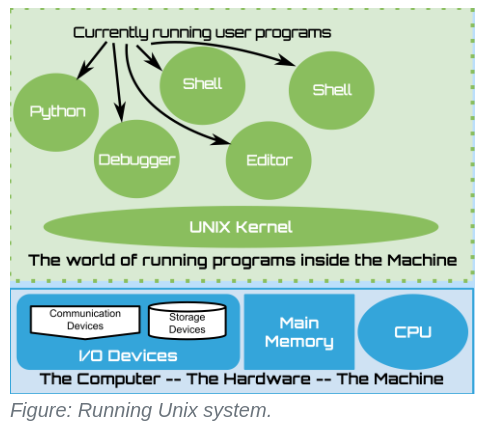 Currently running user programs
Python
Shell
Shell
Debugger
Editor
UNIX Kernel
The world of running programs inside the Machine
Communication
Devices
Storage
Devices
I/O Devices
Main
Memory
CPU
The Computer -- The Hardware -- The Machine
Figure: Running Unix system.